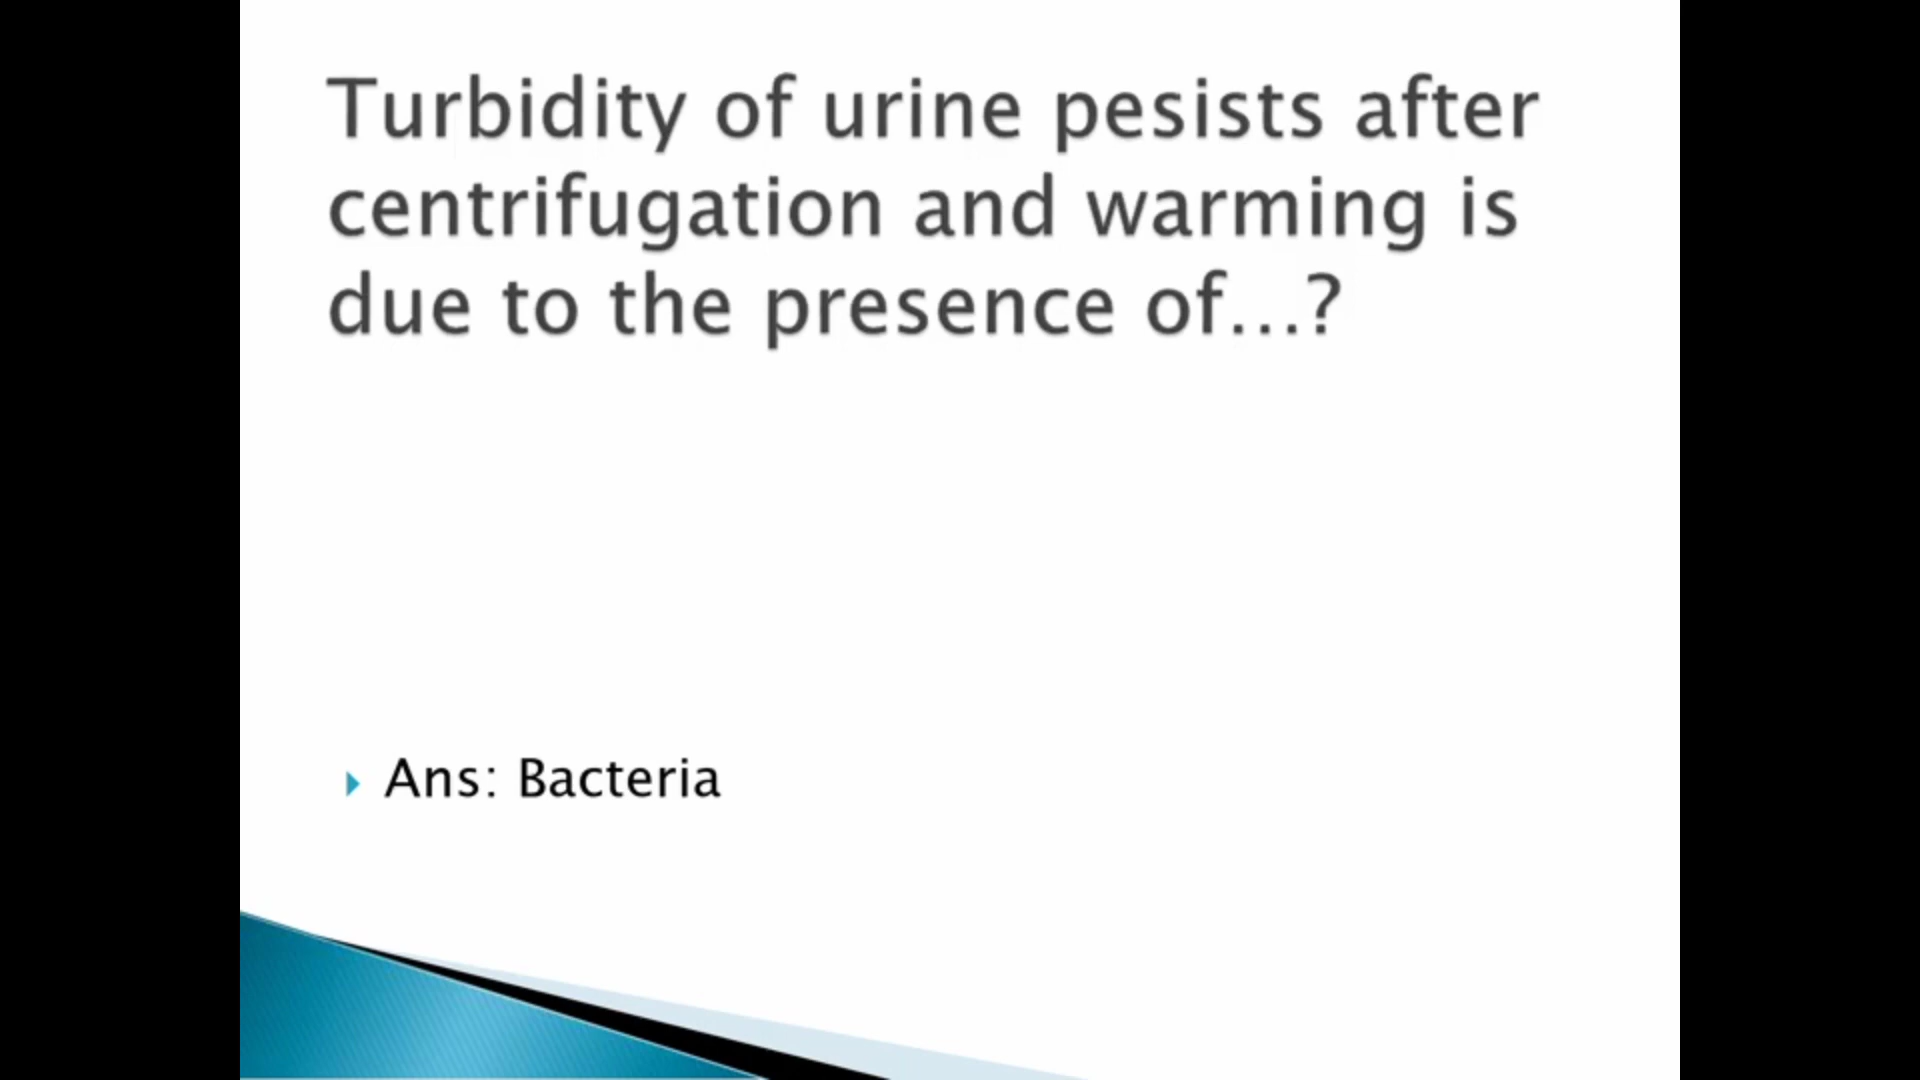 Turbidity of urine pesists after
centrifugation and warming is
due to the presence of...?
Ans: Bacteria